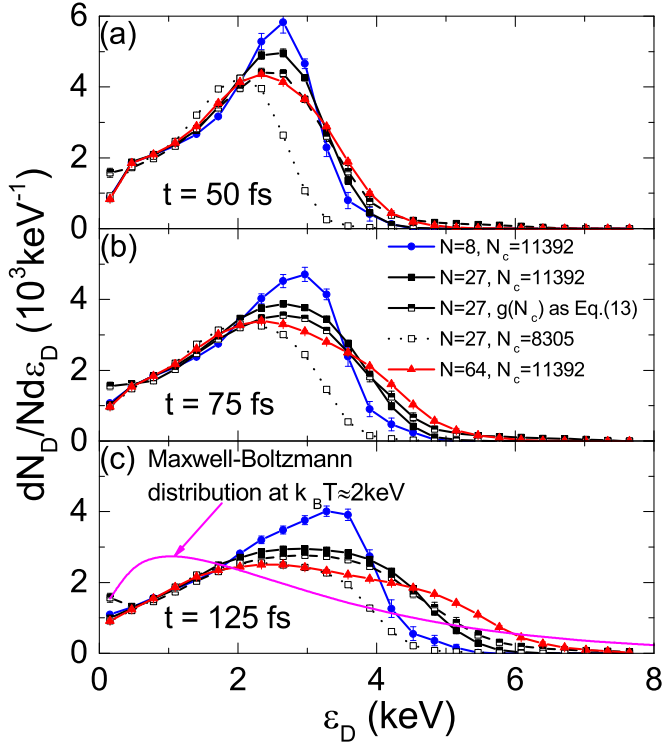 (a)
6
4
2
0
t = 50 fs
(b)
N=8, N_c=11392
N=27, N_c=11392
N=27, g(N_c) as Eq.(13)
N=27, N_c=8305
N=64, N_c=11392
4
2
0
t = 75 fs
(c)
Maxwell-Boltzmann
distribution at k_BT≈2keV
4
2
0
t = 125 fs
0 2 4 6 8
ε_D (keV)
dN_D/Ndε_D (10³keV⁻¹)